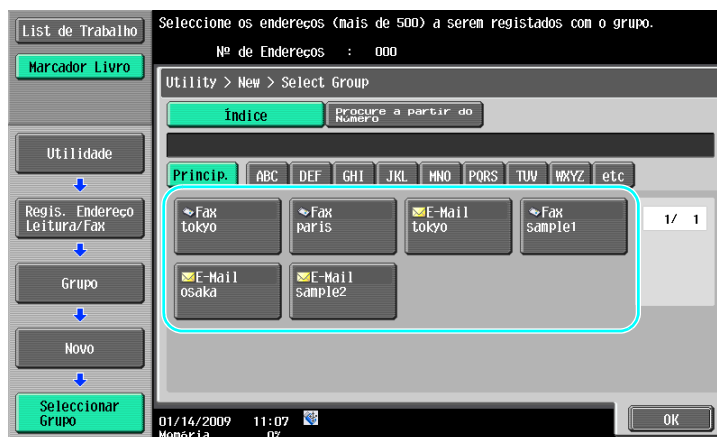 List de Trabalho
Marcador Livro
Seleccione os endereços (mais de 500) a serem registados com o grupo.
Nº de Endereços : 000
Utility > New > Select Group
Índice
Procure a partir do
Número
Princip.
ABC DEF GHI JKL MNO PQRS TUV WXYZ etc
Fax
tokyo
Fax
paris
E-Mail
tokyo
Fax
sample1
1/ 1
E-Mail
osaka
E-Mail
sample2
Utilidade
Regis. Endereço
Leitura/Fax
Grupo
Novo
Seleccionar
Grupo
01/14/2009 11:07
Memória 0%
OK